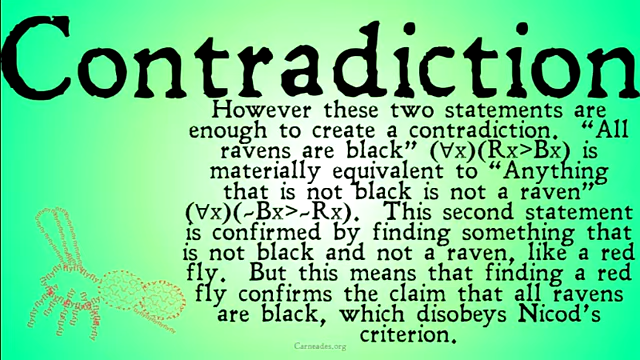 Contradiction
However these two statements are
enough to create a contradiction. “All
ravens are black” (∀x)(Rx>Bx) is
materially equivalent to “Anything
that is not black is not a raven”
(∀x)(~Bx>~Rx). This second statement
is confirmed by finding something that
is not black and not a raven, like a red
fly. But this means that finding a red
fly confirms the claim that all ravens
are black, which disobeys Nicod's
criterion.
Carneades.org